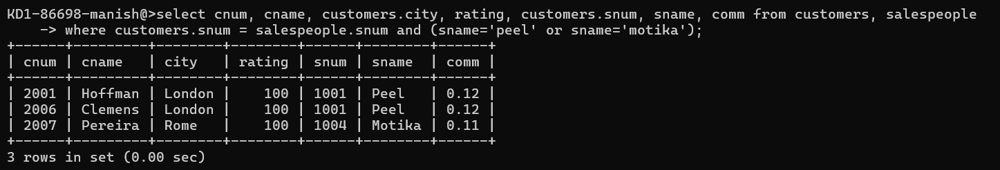 KD1-86698-manish@>select cnum, cname, customers.city, rating, customers.snum, sname, comm from customers, salespeople
    -> where customers.snum = salespeople.snum and (sname='peel' or sname='motika');
+------+---------+--------+--------+------+--------+------+
| cnum | cname   | city   | rating | snum | sname  | comm |
+------+---------+--------+--------+------+--------+------+
| 2001 | Hoffman | London |    100 | 1001 | Peel   | 0.12 |
| 2006 | Clemens | London |    100 | 1001 | Peel   | 0.12 |
| 2007 | Pereira | Rome   |    100 | 1004 | Motika | 0.11 |
+------+---------+--------+--------+------+--------+------+
3 rows in set (0.00 sec)